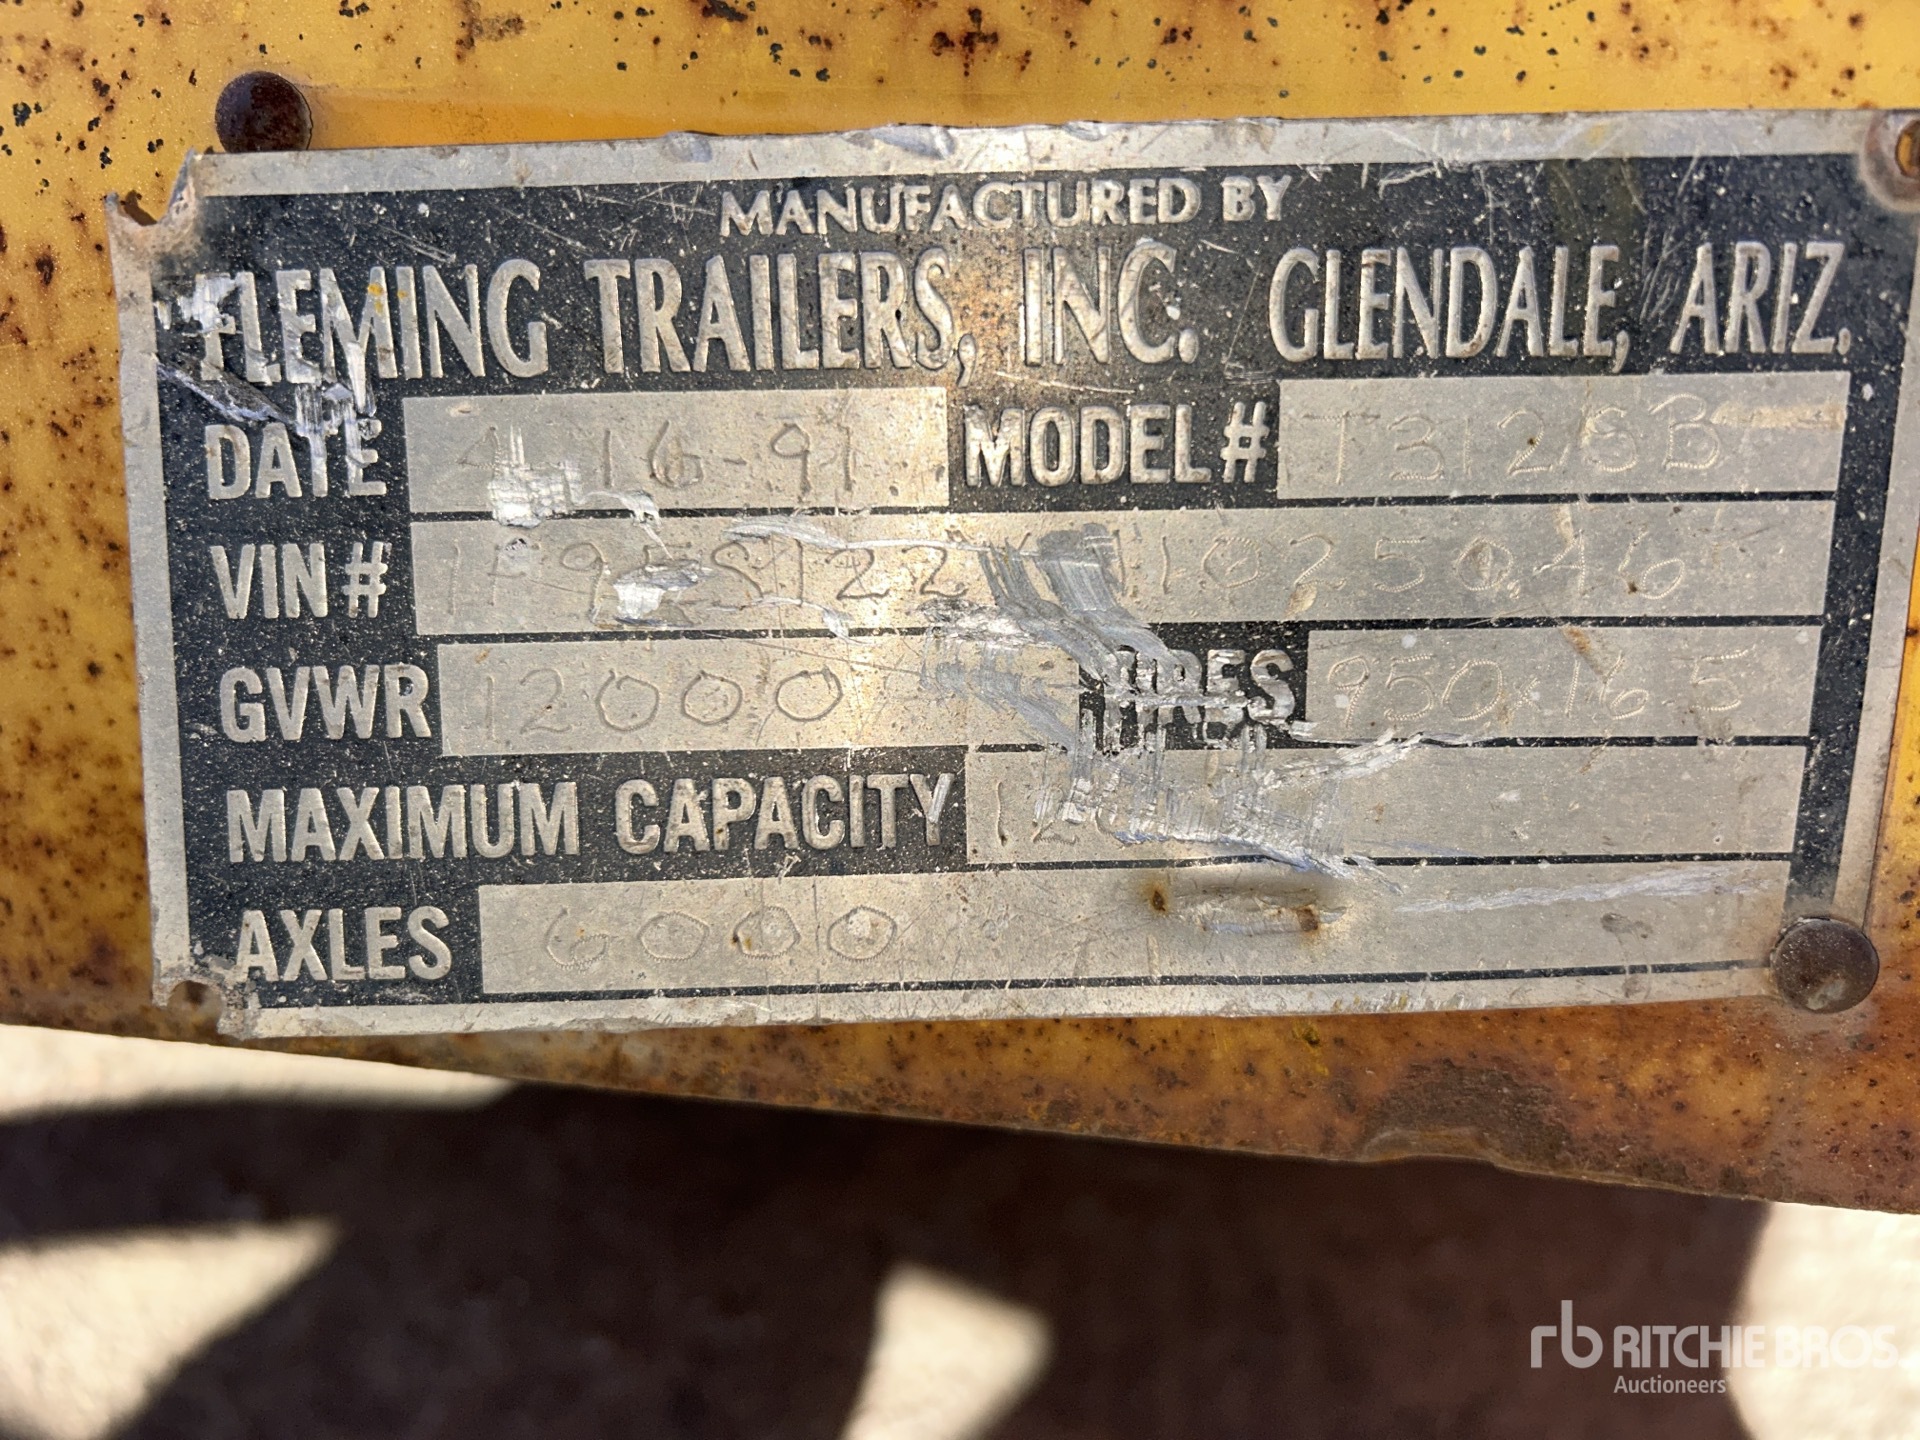 MANUFACTURED BY
FLEMING TRAILERS, INC. GLENDALE, ARIZ.
DATE 4 16-91 MODEL #
VIN #
GVWR 12000 TIRES 950x16 5
MAXIMUM CAPACITY
AXLES 6000
rb RITCHIE BROS.
Auctioneers